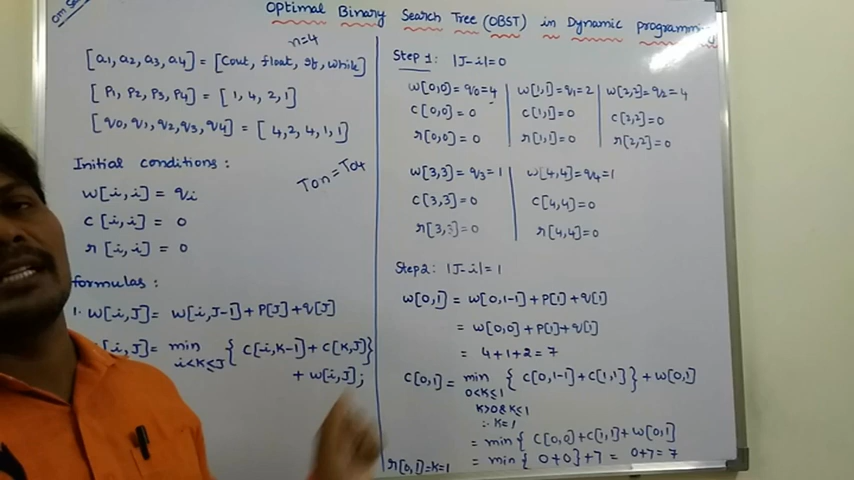 Optimal Binary Search Tree (OBST) in Dynamic programming
n=4
[a1, a2, a3, a4] = [Cout, float, if, while]
[P1, P2, P3, P4] = [1, 4, 2, 1]
[q0, q1, q2, q3, q4] = [4, 2, 4, 1, 1]
Initial conditions :
w[i, i] = qi
c[i, i] = 0
r[i, i] = 0
Ton = To4
formulas :
1. w[i, J] = w[i, J-1] + P[J] + q[J]
[i, J] = min { c[i, K-1] + c[K, J] }
i<K≤J
+ w[i, J];
Step 1: |J-i|=0
w[0,0] = q0 = 4
c[0,0] = 0
r[0,0] = 0
w[1,1] = q1 = 2
c[1,1] = 0
r[1,1] = 0
w[2,2] = q2 = 4
c[2,2] = 0
r[2,2] = 0
w[3,3] = q3 = 1
c[3,3] = 0
r[3,3] = 0
w[4,4] = q4 = 1
c[4,4] = 0
r[4,4] = 0
Step2: |J-i|=1
w[0,1] = w[0,1-1] + P[1] + q[1]
= w[0,0] + P[1] + q[1]
= 4+1+2 = 7
c[0,1] = min { c[0,1-1] + c[1,1] } + w[0,1]
0<K≤1
K>0 & K≤1
∴ K=1
= min{ c[0,0] + c[1,1] + w[0,1]
r[0,1]=K=1
= min{ 0+0} +7 = 0+7 = 7